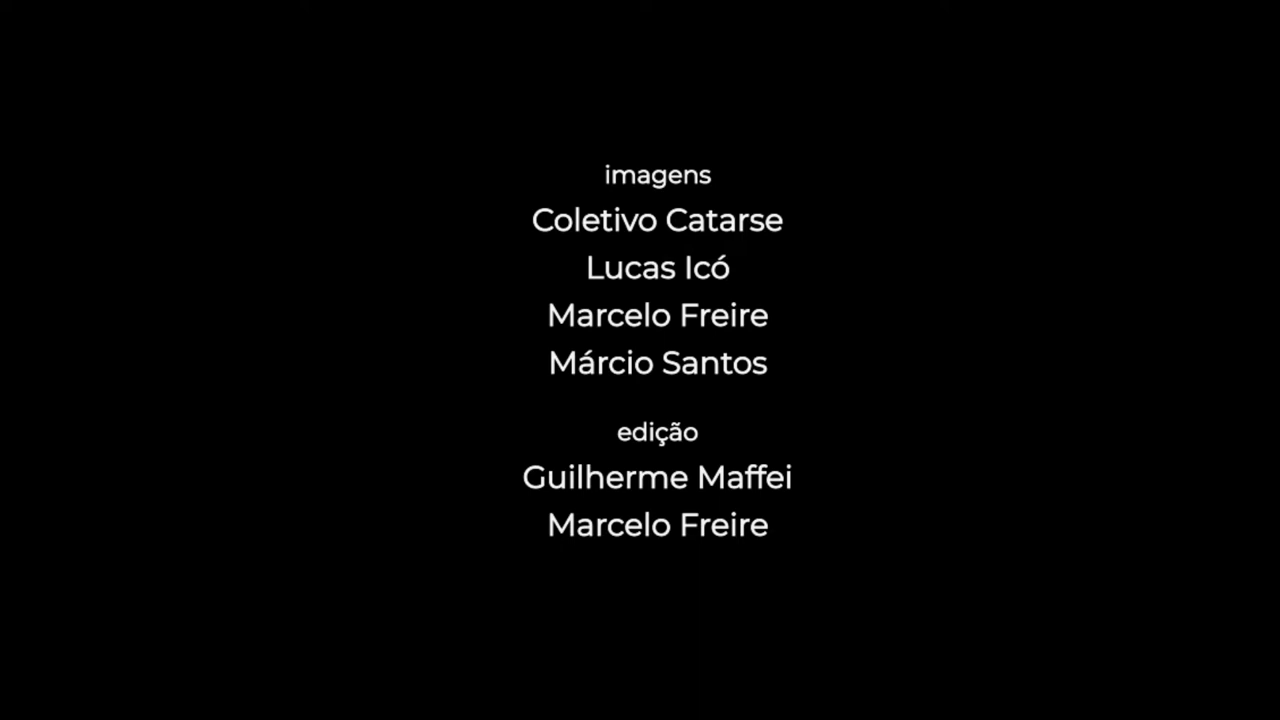 imagens
Coletivo Catarse
Lucas Icó
Marcelo Freire
Márcio Santos
edição
Guilherme Maffei
Marcelo Freire